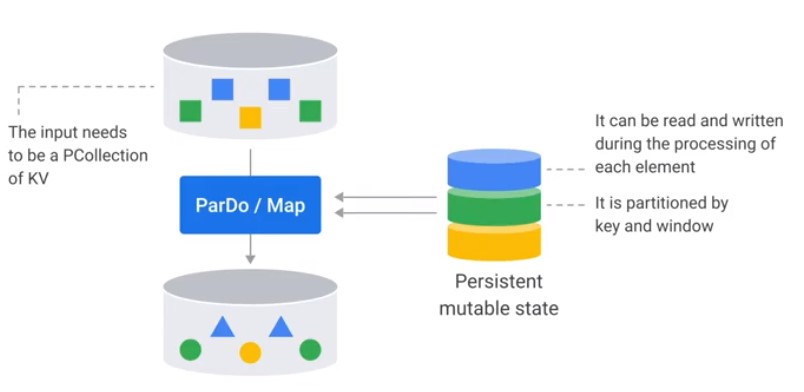 The input needs
to be a PCollection
of KV
ParDo / Map
Persistent
mutable state
It can be read and written
during the processing of
each element
It is partitioned by
key and window